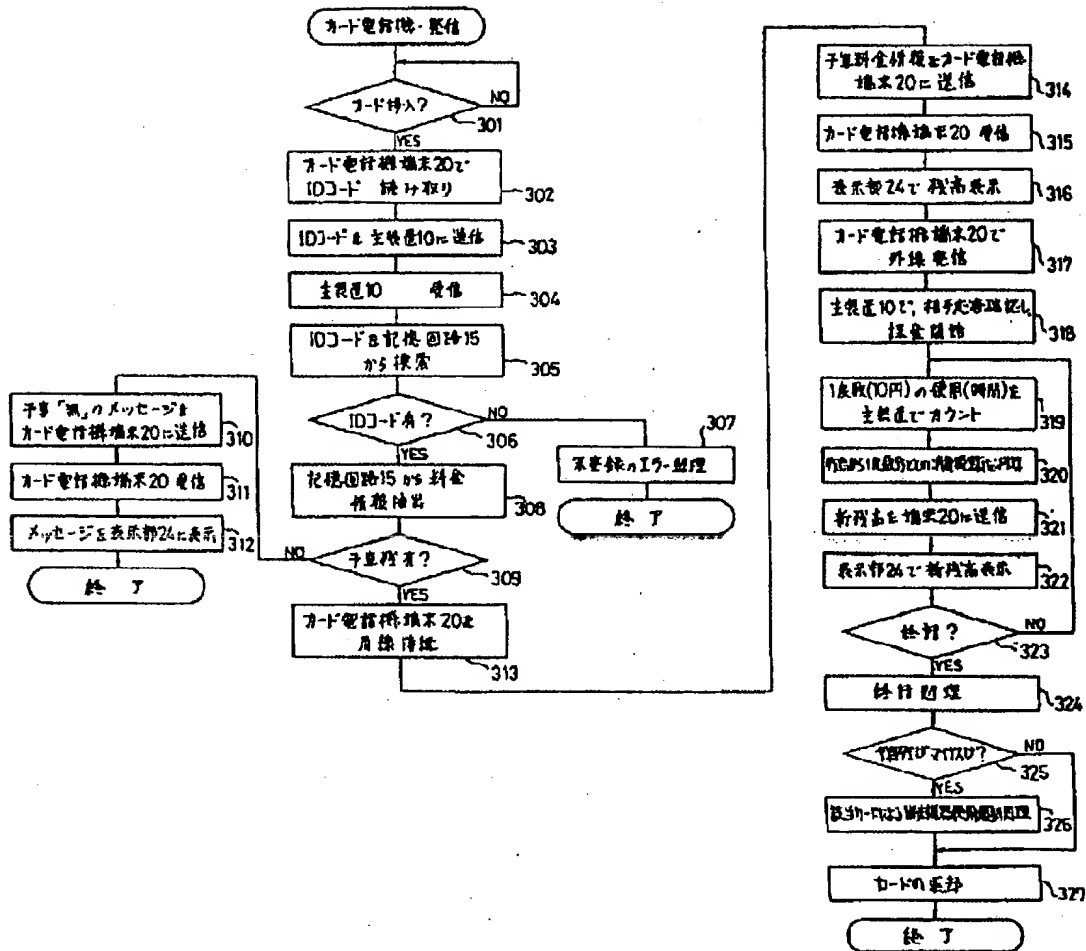 カード電話機・発信
カード挿入?
NO
301
YES
カード電話機端末20で
IDコード 読み取り
302
IDコードを主装置10に送信
303
主装置10 受信
304
IDコードを記憶回路15
から検索
305
IDコード有?
NO
306
YES
307
不登録のエラー処理
終了
記憶回路15から料金
情報抽出
308
予算残有?
NO
309
YES
のメッセージを
カード電話機端末20に送信
310
カード電話機端末20 受信
311
メッセージを表示部24に表示
312
終了
カード電話機端末20を
313
予算料金情報をカード電話機
端末20に送信
314
カード電話機端末20 受信
315
表示部24で残高表示
316
カード電話機端末20で
外線発信
317
主装置10で,相手応答確認し,
課金開始
318
1度数(10円)の使用(時間)を
主装置でカウント
319
320
新残高を端末20に送信
321
表示部24で新残高表示
322
終話?
NO
323
YES
終話処理
324
NO
325
YES
326
カードの返却
327
終了